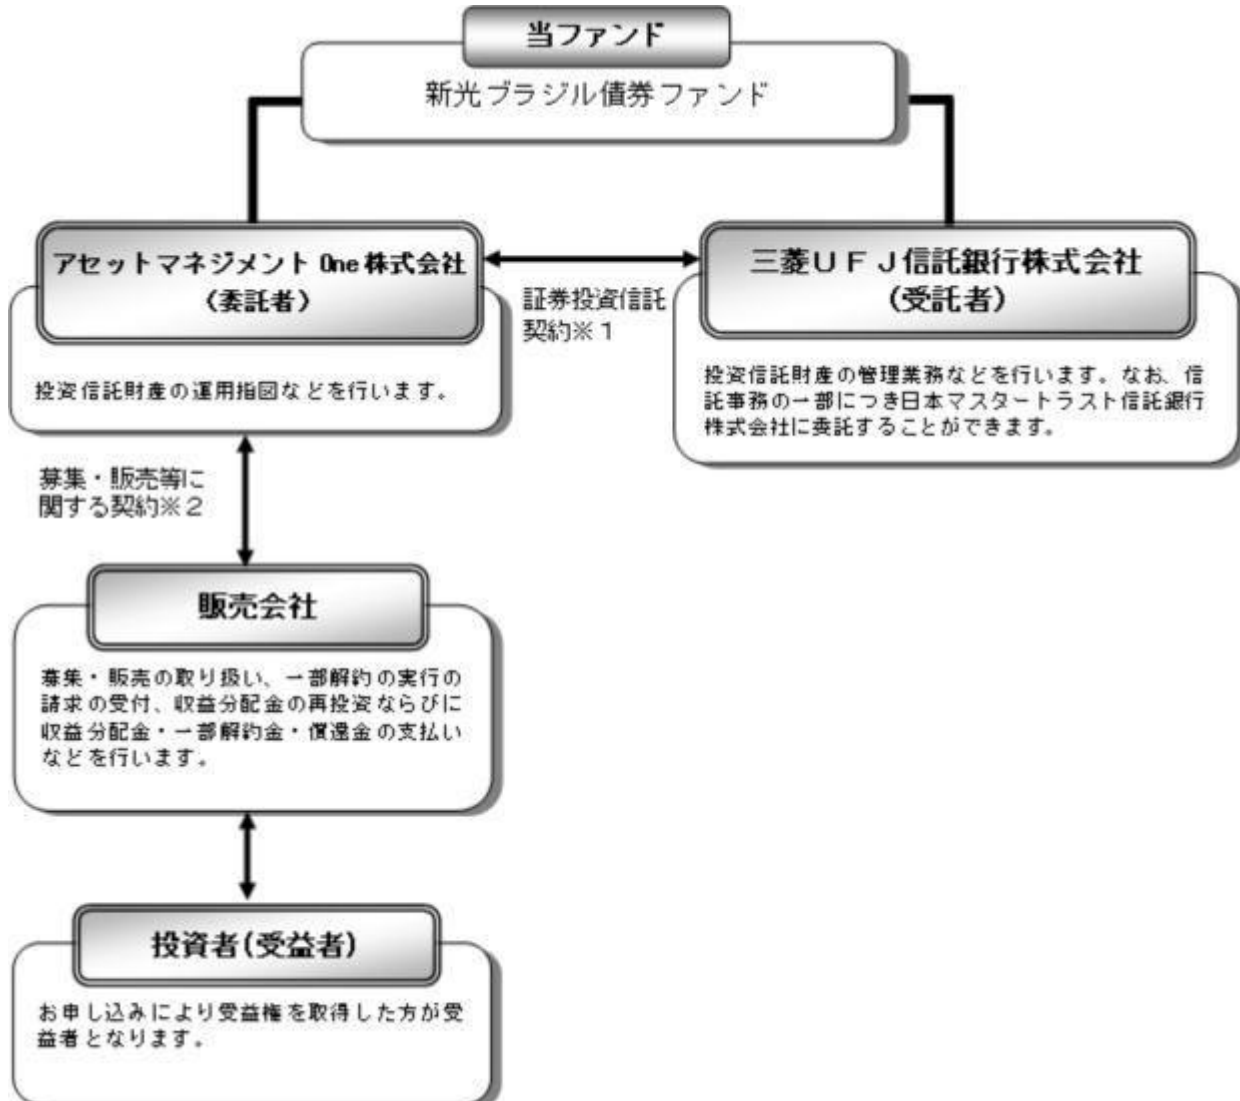 当ファンド
新光ブラジル債券ファンド
アセットマネジメント One 株式会社
(委託者)
投資信託財産の運用指図などを行います。
証券投資信託
契約※1
三菱UFJ信託銀行株式会社
(受託者)
投資信託財産の管理業務などを行います。なお、信
託事務の一部につき日本マスタートラスト信託銀行
株式会社に委託することができます。
募集・販売等に
関する契約※2
販売会社
募集・販売の取り扱い、一部解約の実行の
請求の受付、収益分配金の再投資ならびに
収益分配金・一部解約金・償還金の支払い
などを行います。
投資者(受益者)
お申し込みにより受益権を取得した方が受
益者となります。